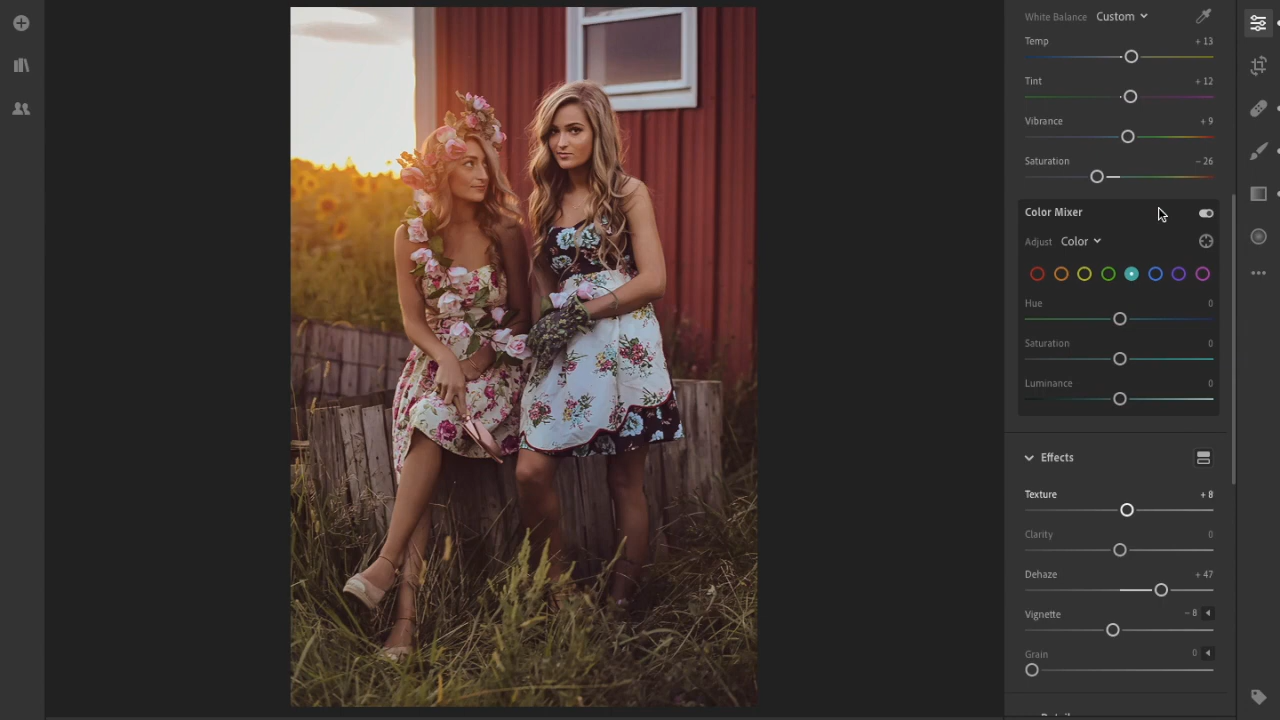 White Balance Custom
Temp + 13
Tint + 12
Vibrance + 9
Saturation − 26
Color Mixer
Adjust Color
Hue 0
Saturation 0
Luminance 0
Effects
Texture + 8
Clarity 0
Dehaze + 47
Vignette − 8
Grain 0